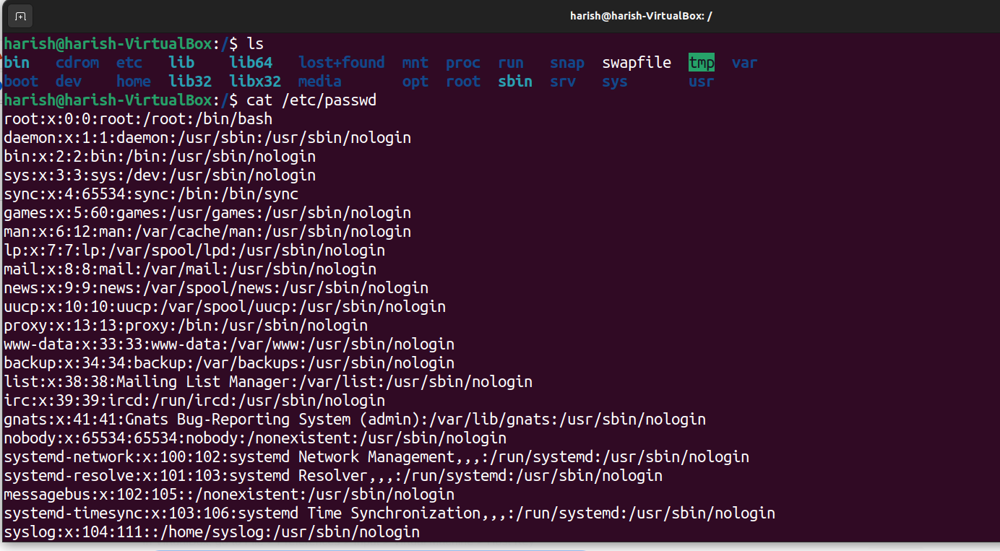 harish@harish-VirtualBox: /
harish@harish-VirtualBox:/$ ls
bin cdrom etc lib lib64 lost+found mnt proc run snap swapfile tmp var
boot dev home lib32 libx32 media opt root sbin srv sys usr
harish@harish-VirtualBox:/$ cat /etc/passwd
root:x:0:0:root:/root:/bin/bash
daemon:x:1:1:daemon:/usr/sbin:/usr/sbin/nologin
bin:x:2:2:bin:/bin:/usr/sbin/nologin
sys:x:3:3:sys:/dev:/usr/sbin/nologin
sync:x:4:65534:sync:/bin:/bin/sync
games:x:5:60:games:/usr/games:/usr/sbin/nologin
man:x:6:12:man:/var/cache/man:/usr/sbin/nologin
lp:x:7:7:lp:/var/spool/lpd:/usr/sbin/nologin
mail:x:8:8:mail:/var/mail:/usr/sbin/nologin
news:x:9:9:news:/var/spool/news:/usr/sbin/nologin
uucp:x:10:10:uucp:/var/spool/uucp:/usr/sbin/nologin
proxy:x:13:13:proxy:/bin:/usr/sbin/nologin
www-data:x:33:33:www-data:/var/www:/usr/sbin/nologin
backup:x:34:34:backup:/var/backups:/usr/sbin/nologin
list:x:38:38:Mailing List Manager:/var/list:/usr/sbin/nologin
irc:x:39:39:ircd:/run/ircd:/usr/sbin/nologin
gnats:x:41:41:Gnats Bug-Reporting System (admin):/var/lib/gnats:/usr/sbin/nologin
nobody:x:65534:65534:nobody:/nonexistent:/usr/sbin/nologin
systemd-network:x:100:102:systemd Network Management,,,:/run/systemd:/usr/sbin/nologin
systemd-resolve:x:101:103:systemd Resolver,,,:/run/systemd:/usr/sbin/nologin
messagebus:x:102:105::/nonexistent:/usr/sbin/nologin
systemd-timesync:x:103:106:systemd Time Synchronization,,,:/run/systemd:/usr/sbin/nologin
syslog:x:104:111::/home/syslog:/usr/sbin/nologin